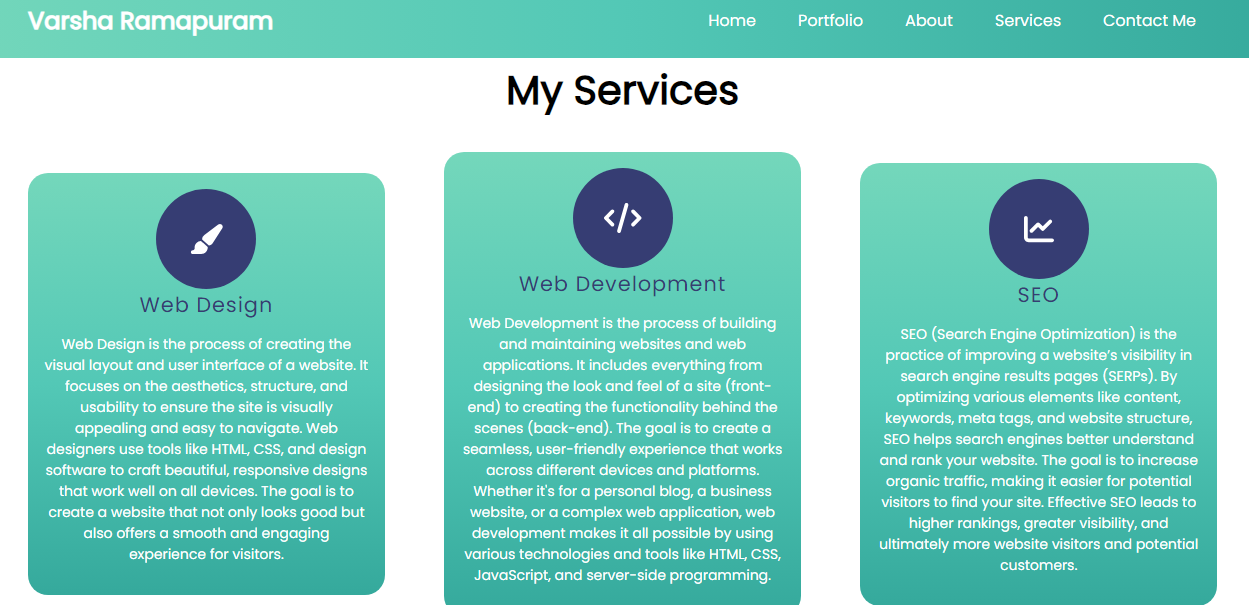 Varsha Ramapuram
Home
Portfolio
About
Services
Contact Me
My Services
Web Design
Web Design is the process of creating the
visual layout and user interface of a website. It
focuses on the aesthetics, structure, and
usability to ensure the site is visually
appealing and easy to navigate. Web
designers use tools like HTML, CSS, and design
software to craft beautiful, responsive designs
that work well on all devices. The goal is to
create a website that not only looks good but
also offers a smooth and engaging
experience for visitors.
Web Development
Web Development is the process of building
and maintaining websites and web
applications. It includes everything from
designing the look and feel of a site (front-
end) to creating the functionality behind the
scenes (back-end). The goal is to create a
seamless, user-friendly experience that works
across different devices and platforms.
Whether it's for a personal blog, a business
website, or a complex web application, web
development makes it all possible by using
various technologies and tools like HTML, CSS,
JavaScript, and server-side programming.
SEO
SEO (Search Engine Optimization) is the
practice of improving a website’s visibility in
search engine results pages (SERPs). By
optimizing various elements like content,
keywords, meta tags, and website structure,
SEO helps search engines better understand
and rank your website. The goal is to increase
organic traffic, making it easier for potential
visitors to find your site. Effective SEO leads to
higher rankings, greater visibility, and
ultimately more website visitors and potential
customers.